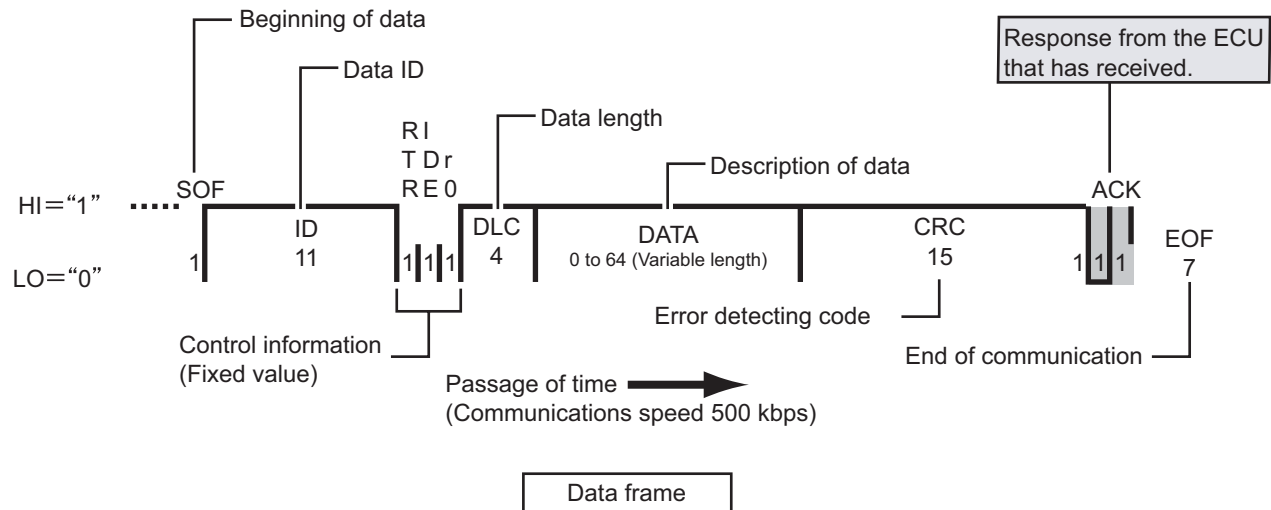 Beginning of data
Response from the ECU
that has received.
Data ID
Data length
R I
T D r
R E 0
Description of data
SOF
ACK
HI="1"
ID
11
DLC
4
DATA
0 to 64 (Variable length)
CRC
15
EOF
7
LO="0"
1
1 1 1
1 1 1
Error detecting code
Control information
(Fixed value)
End of communication
Passage of time
(Communications speed 500 kbps)
Data frame